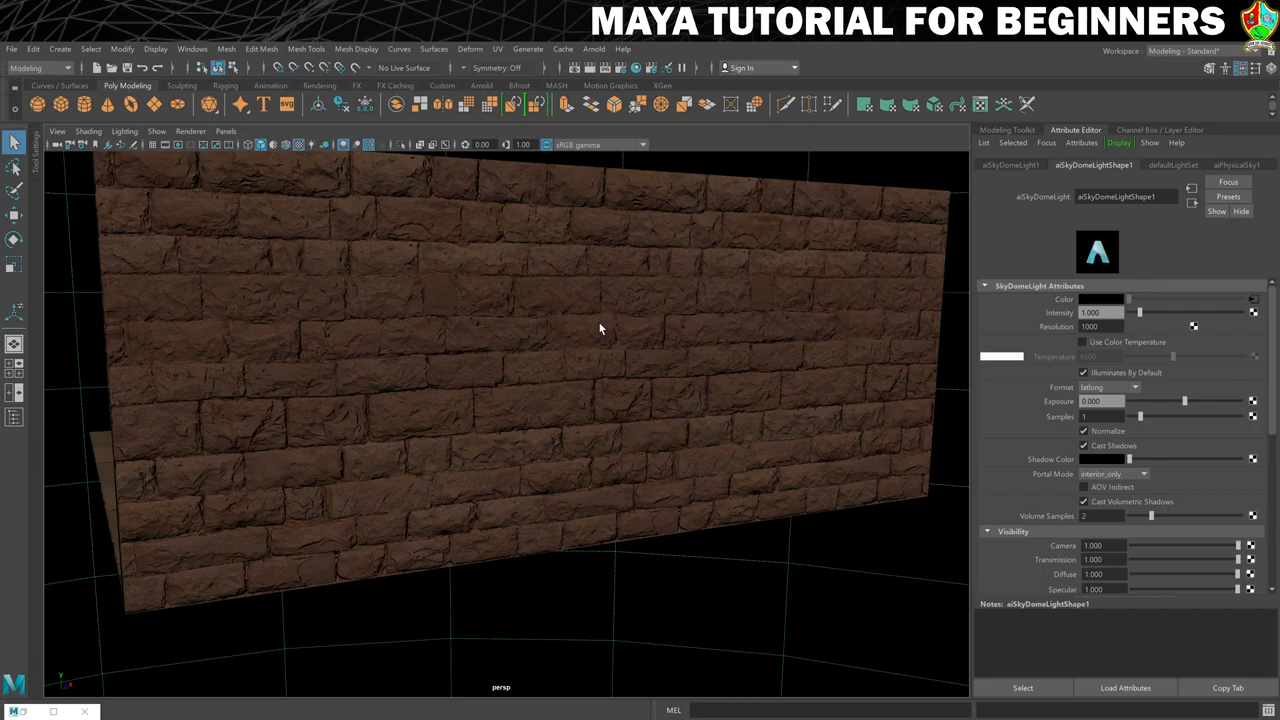 MAYA TUTORIAL FOR BEGINNERS
File Edit Create Select Modify Display Windows Mesh Edit Mesh Mesh Tools Mesh Display Curves Surfaces Deform UV Generate Cache Arnold Help
Workspace : Modeling - Standard*
Modeling No Live Surface Symmetry: Off Sign In
Curves / Surfaces Poly Modeling Sculpting Rigging Animation Rendering FX FX Caching Custom Arnold Bifrost MASH Motion Graphics XGen
SVG
Tool Settings
View Shading Lighting Show Renderer Panels
0.00 1.00 sRGB gamma
persp
y
Modeling Toolkit Attribute Editor Channel Box / Layer Editor
List Selected Focus Attributes Display Show Help
aiSkyDomeLight1 aiSkyDomeLightShape1 defaultLightSet aiPhysicalSky1
Focus
aiSkyDomeLight: aiSkyDomeLightShape1 Presets
Show Hide
SkyDomeLight Attributes
Color
Intensity 1.000
Resolution 1000
Use Color Temperature
Temperature 6500
Illuminates By Default
Format latlong
Exposure 0.000
Samples 1
Normalize
Cast Shadows
Shadow Color
Portal Mode interior_only
AOV Indirect
Cast Volumetric Shadows
Volume Samples 2
Visibility
Camera 1.000
Transmission 1.000
Diffuse 1.000
Specular 1.000
Notes: aiSkyDomeLightShape1
Select Load Attributes Copy Tab
MEL